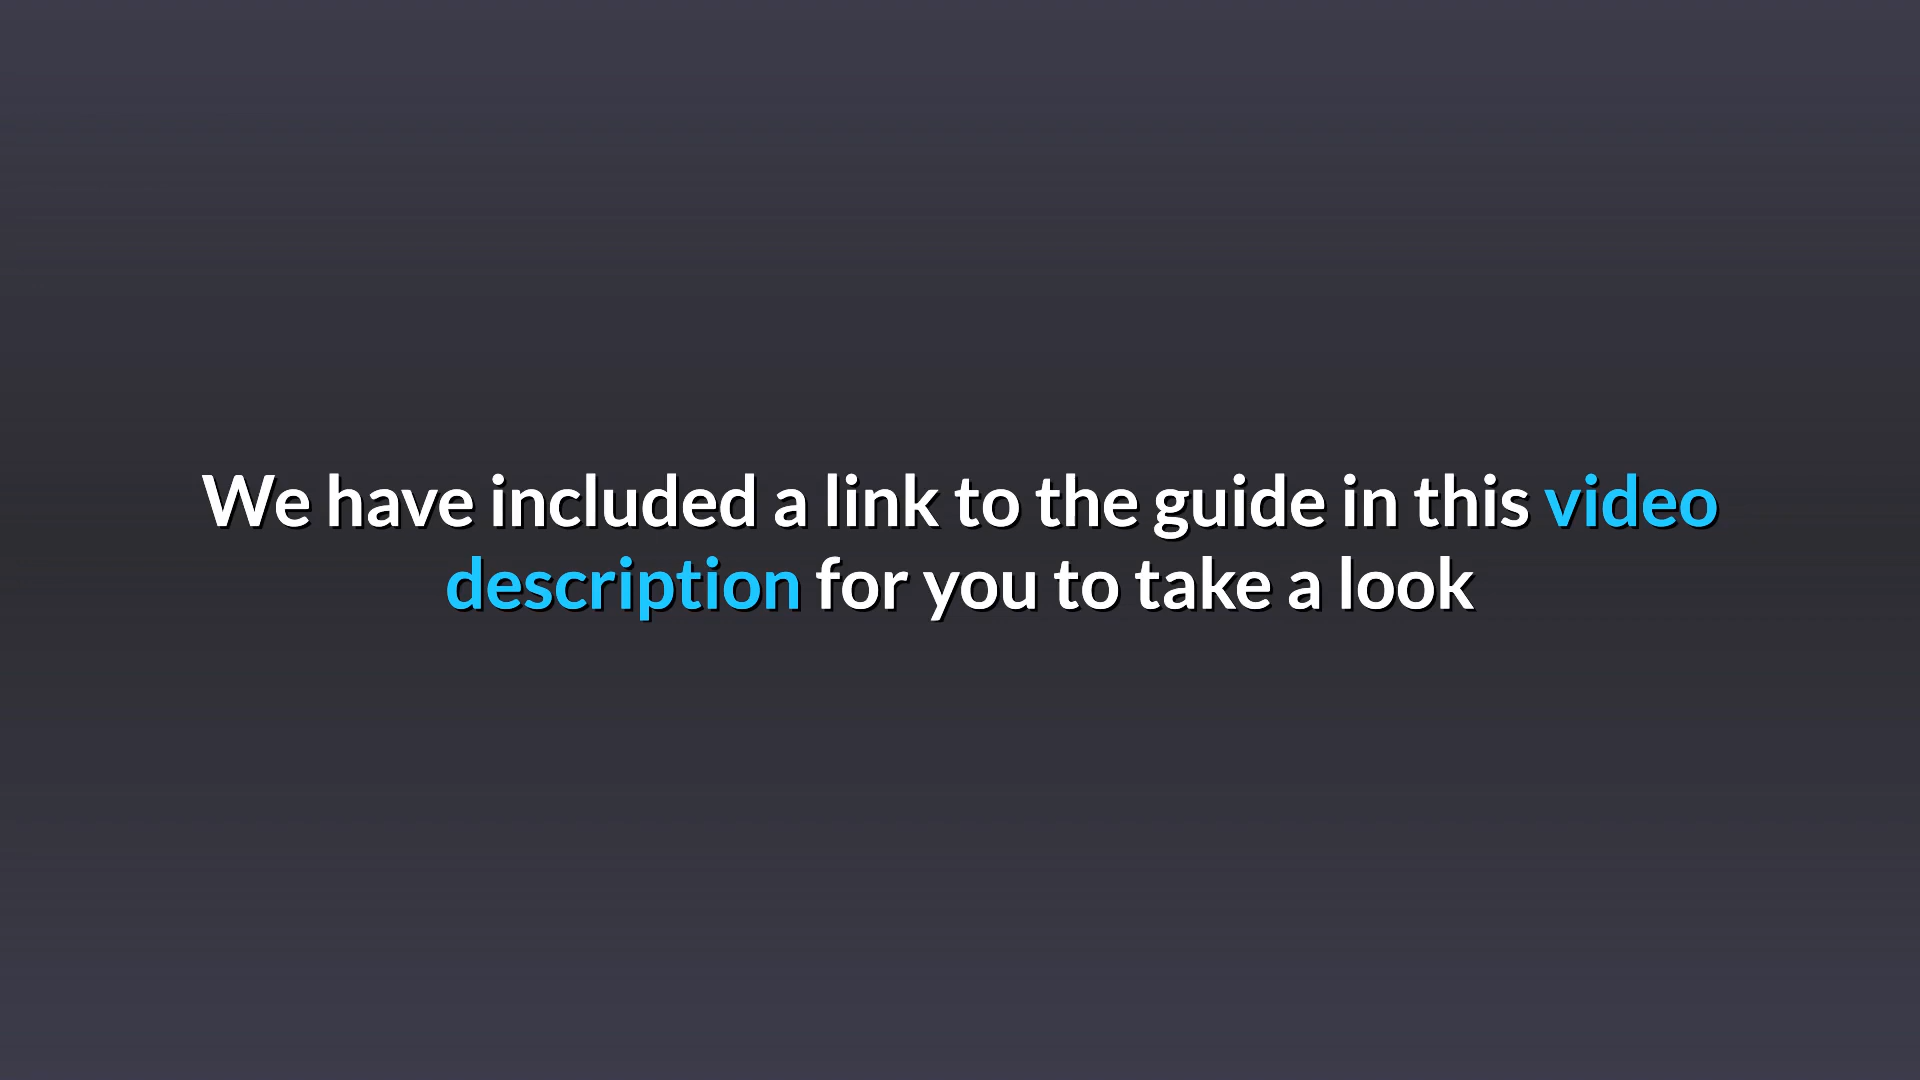 We have included a link to the guide in this video
description for you to take a look